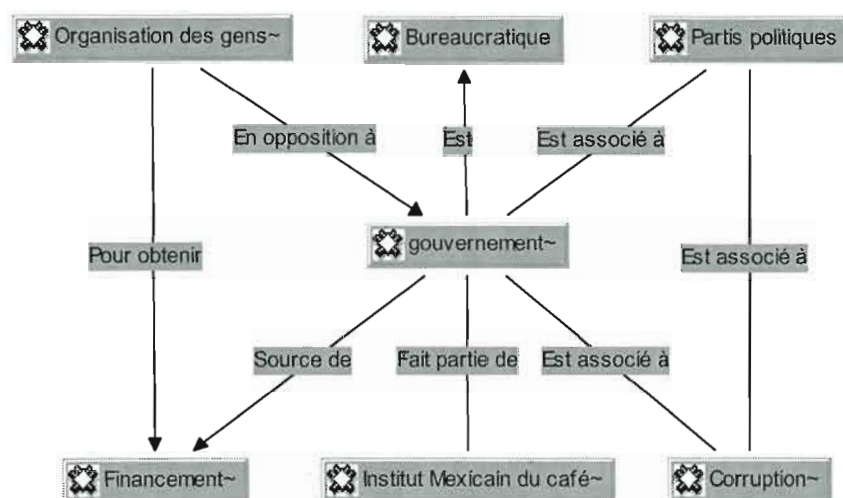 Organisation des gens~
Bureaucratique
Partis politiques
En opposition à
Est
Est associé à
gouvernement~
Pour obtenir
Est associé à
Source de
Fait partie de
Est associé à
Financement~
Institut Mexicain du café~
Corruption~